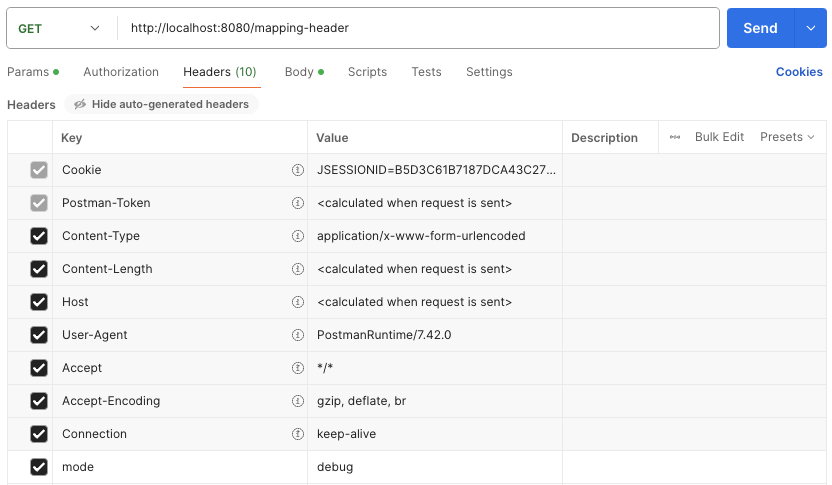 GET http://localhost:8080/mapping-header Send
Params Authorization Headers (10) Body Scripts Tests Settings Cookies
Headers Hide auto-generated headers
Key Value Description Bulk Edit Presets
Cookie JSESSIONID=B5D3C61B7187DCA43C27...
Postman-Token <calculated when request is sent>
Content-Type application/x-www-form-urlencoded
Content-Length <calculated when request is sent>
Host <calculated when request is sent>
User-Agent PostmanRuntime/7.42.0
Accept */*
Accept-Encoding gzip, deflate, br
Connection keep-alive
mode debug